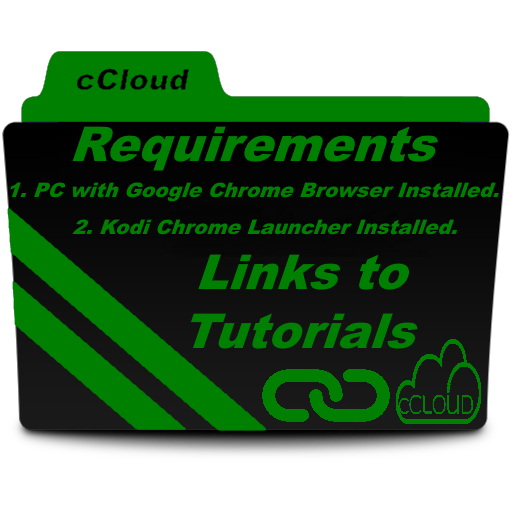 cCloud
Requirements
1. PC with Google Chrome Browser Installed.
2. Kodi Chrome Launcher Installed.
Links to
Tutorials
cCLOUD